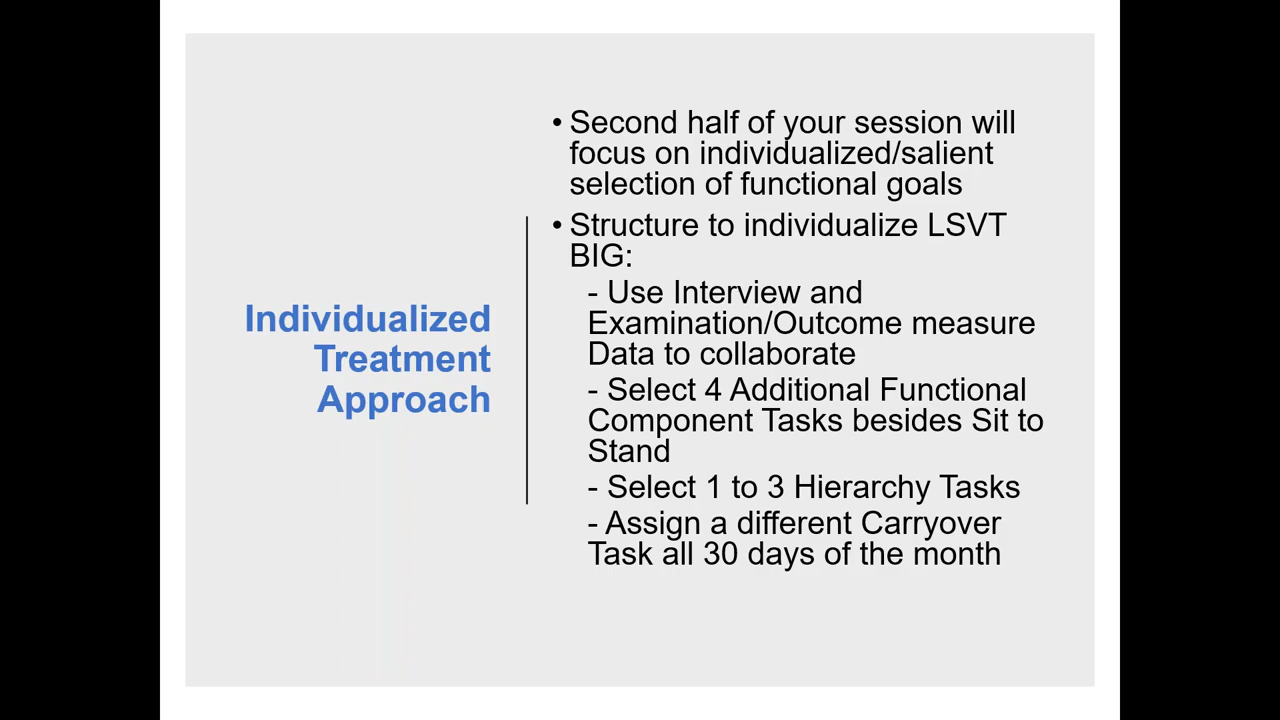 Individualized
Treatment
Approach
• Second half of your session will
focus on individualized/salient
selection of functional goals
• Structure to individualize LSVT
BIG:
- Use Interview and
Examination/Outcome measure
Data to collaborate
- Select 4 Additional Functional
Component Tasks besides Sit to
Stand
- Select 1 to 3 Hierarchy Tasks
- Assign a different Carryover
Task all 30 days of the month